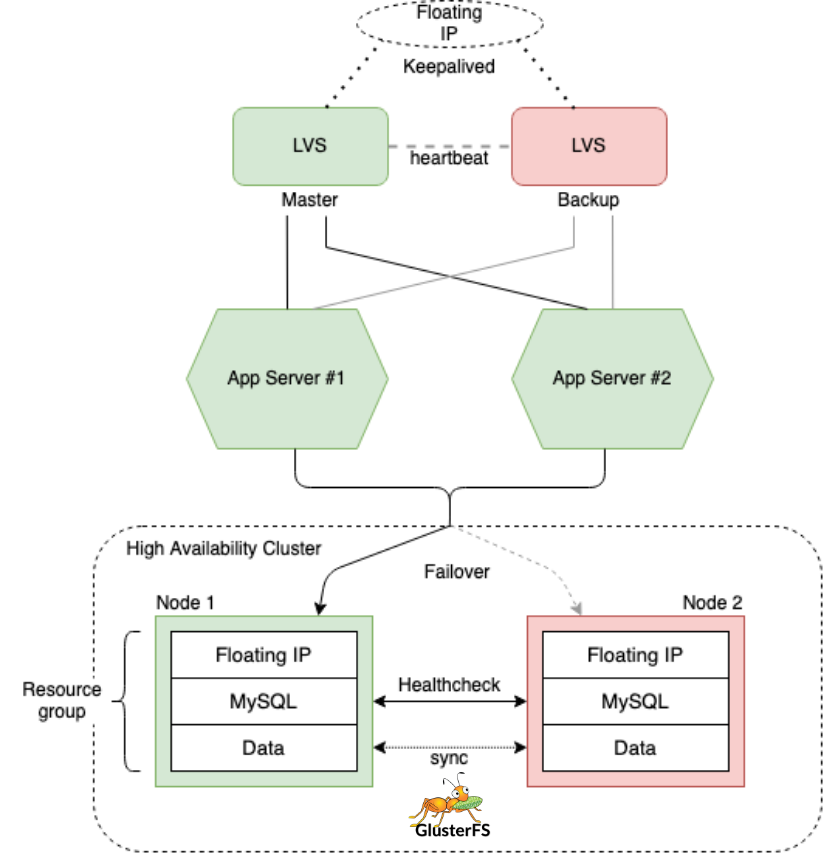 Floating
IP
Keepalived
LVS
heartbeat
LVS
Master
Backup
App Server #1
App Server #2
High Availability Cluster
Failover
Node 1
Node 2
Resource
group
Floating IP
MySQL
Data
Healthcheck
sync
GlusterFS
Floating IP
MySQL
Data